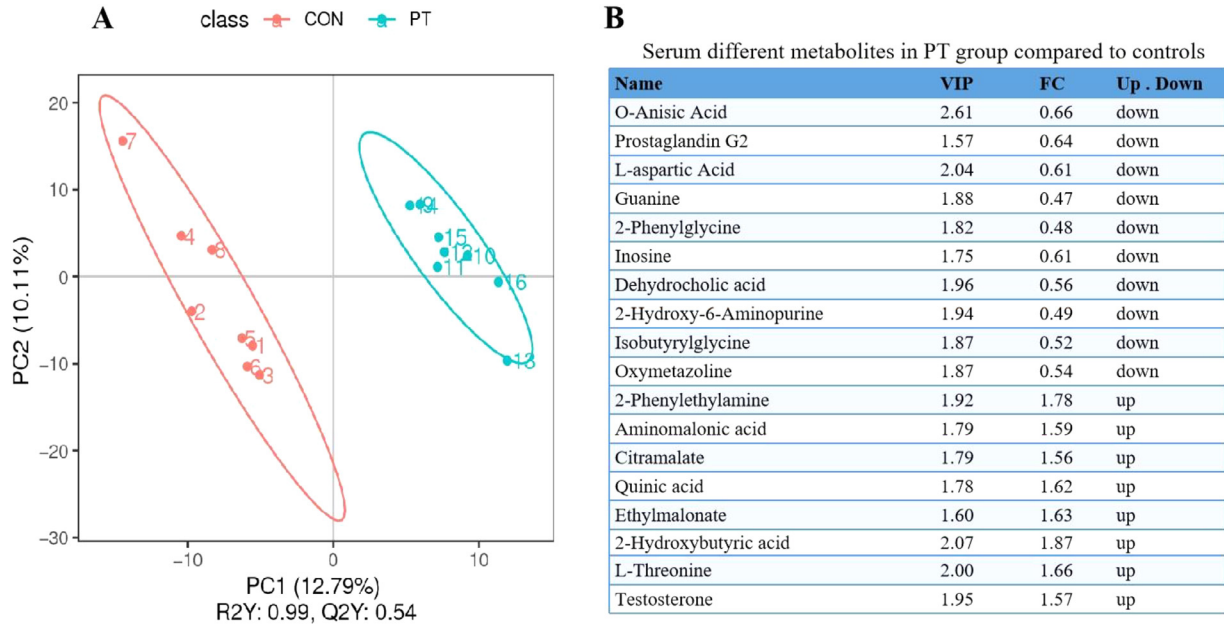 A
class CON PT
20
10
0
−10
−20
−30
PC2 (10.11%)
7
4
8
2
5
1
6
3
9
15
10
11
16
13
−10 0 10
PC1 (12.79%)
R2Y: 0.99, Q2Y: 0.54
B
Serum different metabolites in PT group compared to controls
Name VIP FC Up . Down
O-Anisic Acid 2.61 0.66 down
Prostaglandin G2 1.57 0.64 down
L-aspartic Acid 2.04 0.61 down
Guanine 1.88 0.47 down
2-Phenylglycine 1.82 0.48 down
Inosine 1.75 0.61 down
Dehydrocholic acid 1.96 0.56 down
2-Hydroxy-6-Aminopurine 1.94 0.49 down
Isobutyrylglycine 1.87 0.52 down
Oxymetazoline 1.87 0.54 down
2-Phenylethylamine 1.92 1.78 up
Aminomalonic acid 1.79 1.59 up
Citramalate 1.79 1.56 up
Quinic acid 1.78 1.62 up
Ethylmalonate 1.60 1.63 up
2-Hydroxybutyric acid 2.07 1.87 up
L-Threonine 2.00 1.66 up
Testosterone 1.95 1.57 up